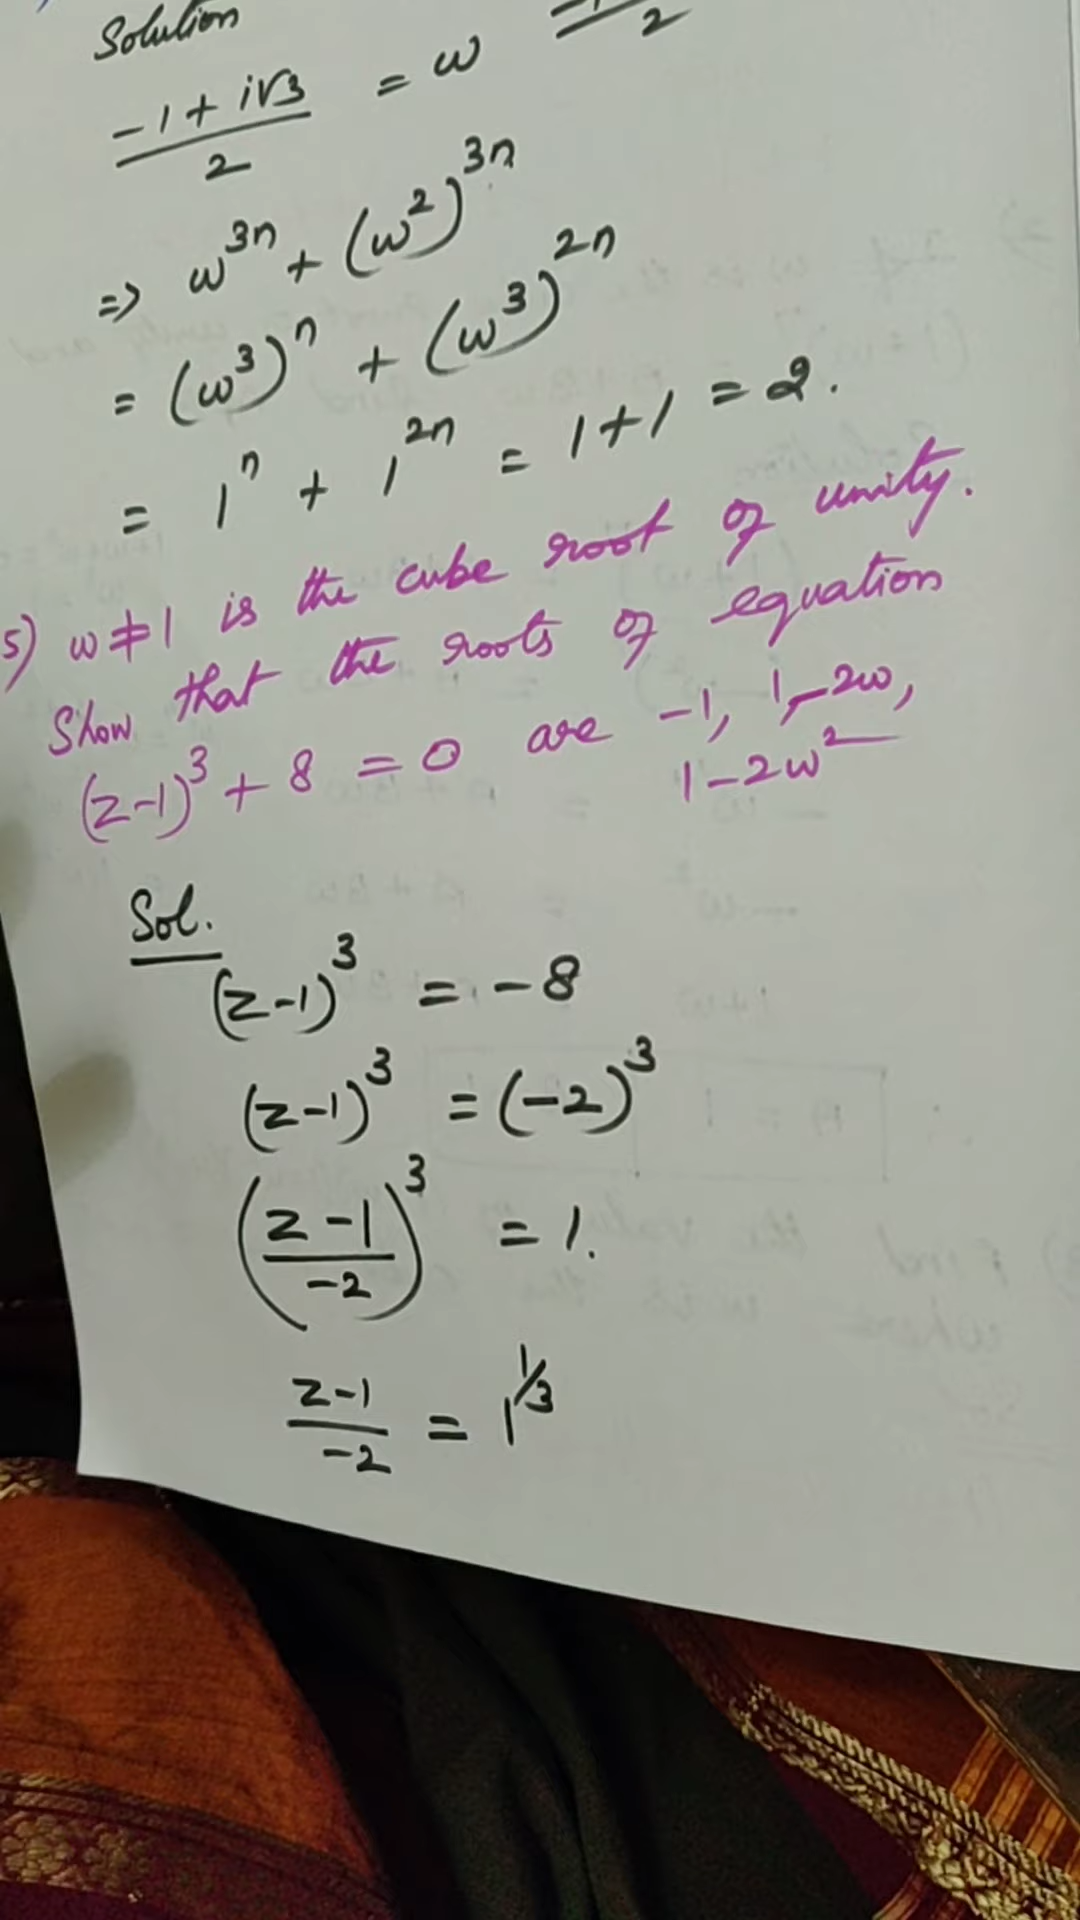 Solution
-1+i√3/2 = ω
2
⇒ ω^3n + (ω^2)^3n
= (ω^3)^n + (ω^3)^2n
= 1^n + 1^2n = 1+1 = 2.
5) ω≠1 is the cube root of unity.
Show that the roots of equation
(z-1)^3 + 8 = 0 are -1, 1-2ω,
1-2ω^2
Sol.
(z-1)^3 = -8
(z-1)^3 = (-2)^3
(z-1/-2)^3 = 1.
z-1/-2 = 1^1/3